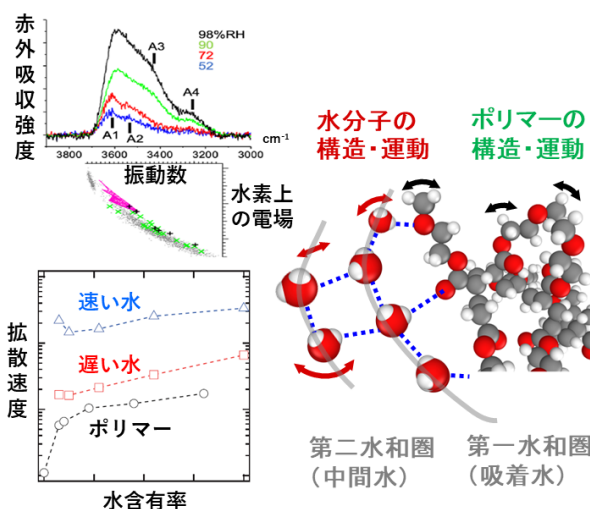 赤外吸収強度
98%RH
90
72
52
A3
A4
A1
A2
3800
3600
3400
3200
3000
cm⁻¹
振動数
水素上
の電場
拡散速度
速い水
遅い水
ポリマー
水含有率
水分子の
構造・運動
ポリマーの
構造・運動
第二水和圏
（中間水）
第一水和圏
（吸着水）